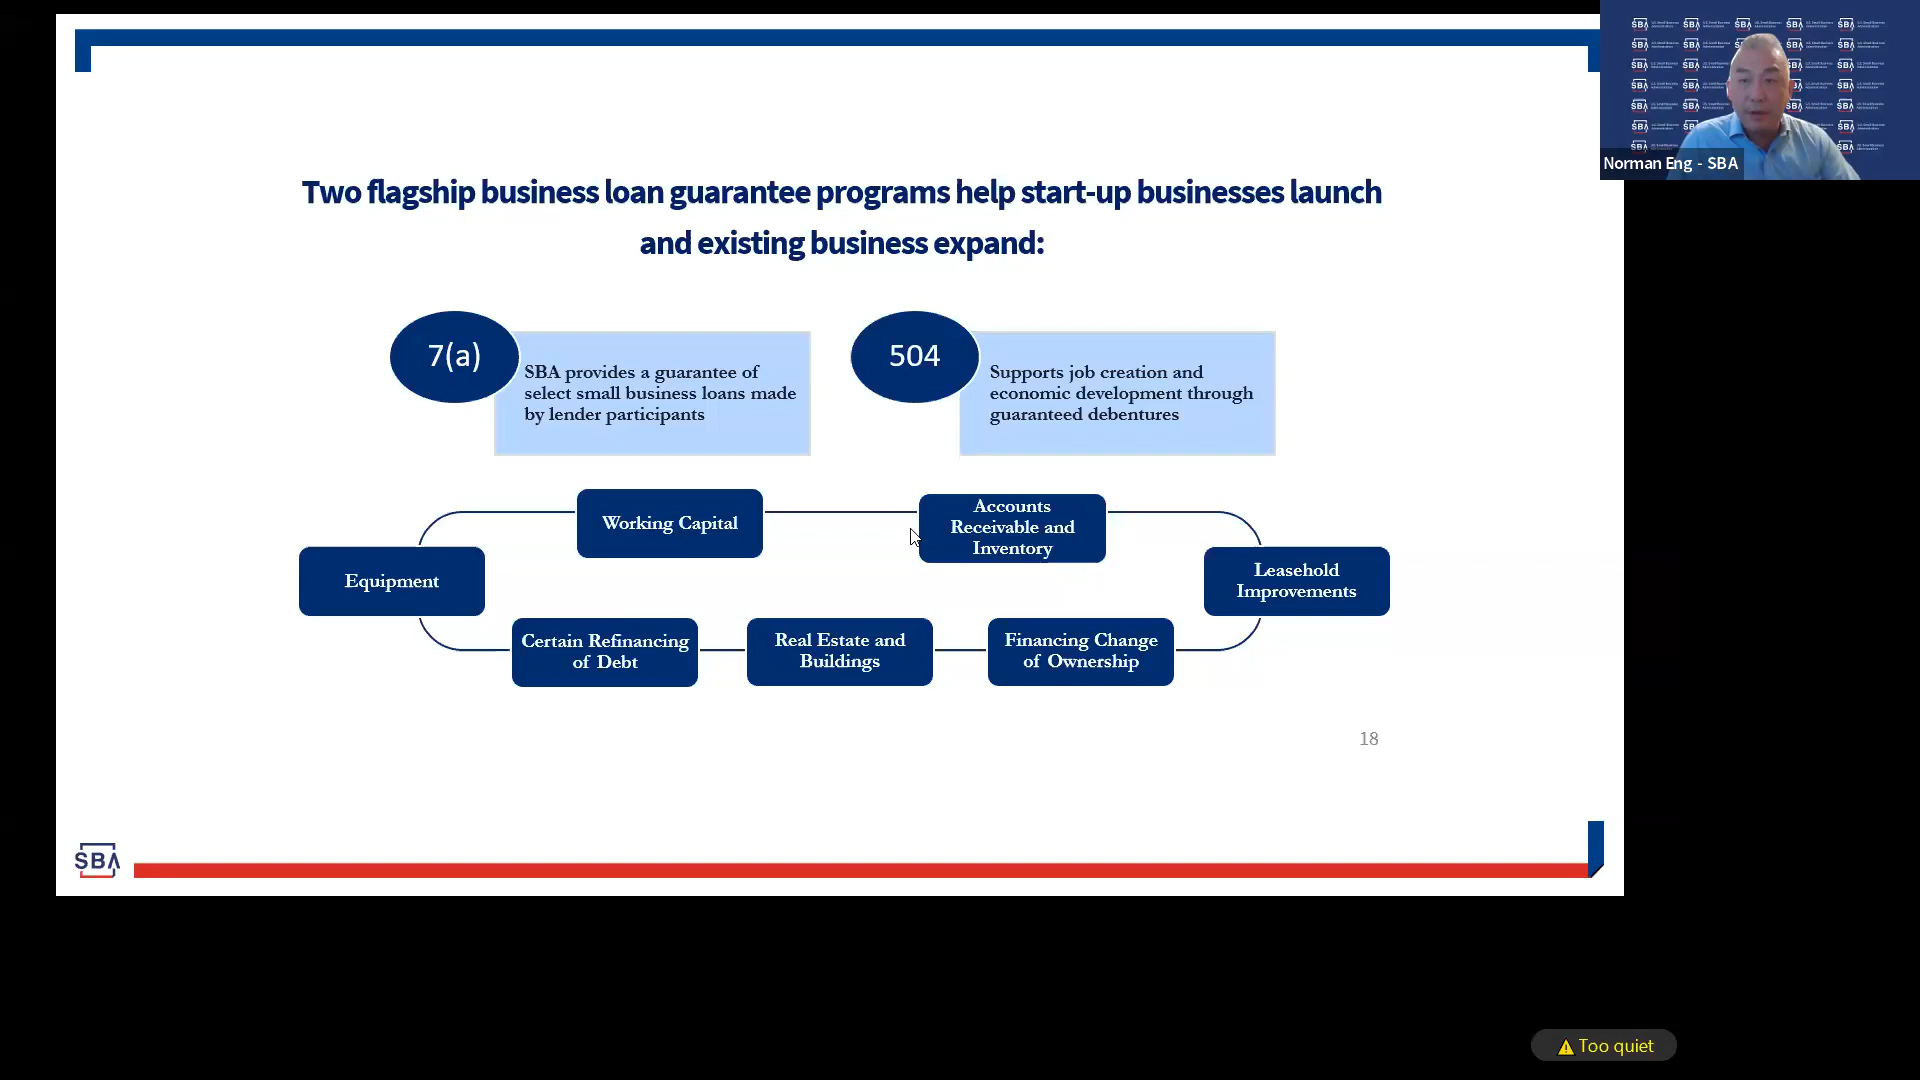 Two flagship business loan guarantee programs help start-up businesses launch
and existing business expand:
7(a)
SBA provides a guarantee of
select small business loans made
by lender participants
504
Supports job creation and
economic development through
guaranteed debentures
Working Capital
Accounts
Receivable and
Inventory
Equipment
Leasehold
Improvements
Certain Refinancing
of Debt
Real Estate and
Buildings
Financing Change
of Ownership
18
SBA
Norman Eng - SBA
Too quiet